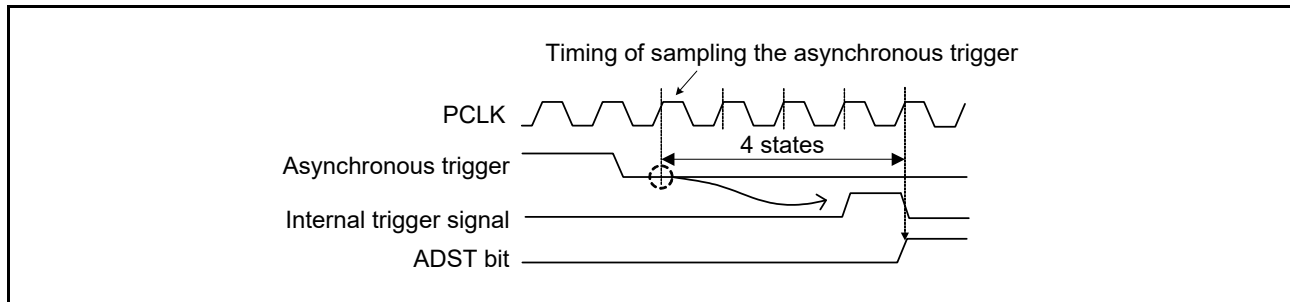 Timing of sampling the asynchronous trigger
PCLK
4 states
Asynchronous trigger
Internal trigger signal
ADST bit